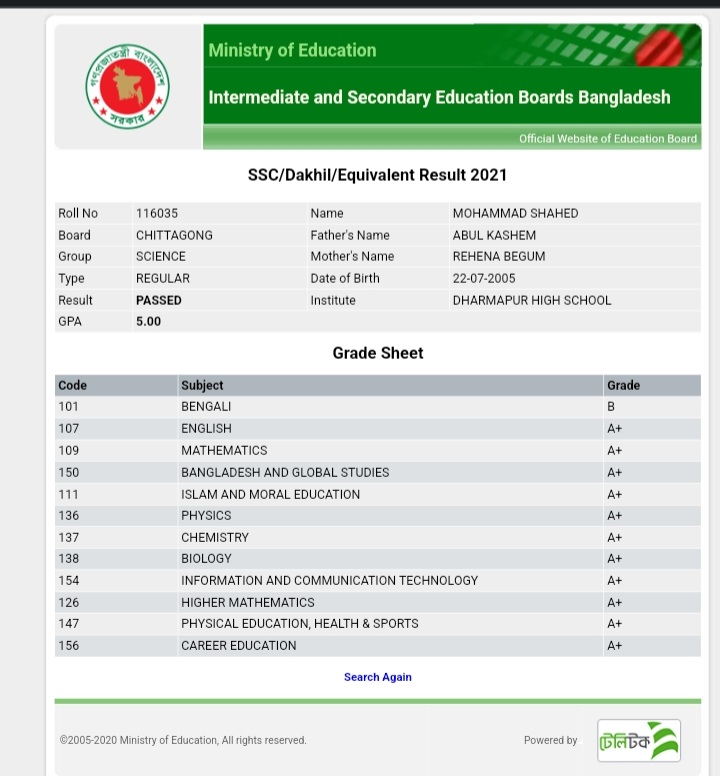 গণপ্রজাতন্ত্রী বাংলাদেশ
সরকার
Ministry of Education
Intermediate and Secondary Education Boards Bangladesh
Official Website of Education Board
SSC/Dakhil/Equivalent Result 2021
Roll No 116035 Name MOHAMMAD SHAHED
Board CHITTAGONG Father's Name ABUL KASHEM
Group SCIENCE Mother's Name REHENA BEGUM
Type REGULAR Date of Birth 22-07-2005
Result PASSED Institute DHARMAPUR HIGH SCHOOL
GPA 5.00
Grade Sheet
Code Subject Grade
101 BENGALI B
107 ENGLISH A+
109 MATHEMATICS A+
150 BANGLADESH AND GLOBAL STUDIES A+
111 ISLAM AND MORAL EDUCATION A+
136 PHYSICS A+
137 CHEMISTRY A+
138 BIOLOGY A+
154 INFORMATION AND COMMUNICATION TECHNOLOGY A+
126 HIGHER MATHEMATICS A+
147 PHYSICAL EDUCATION, HEALTH & SPORTS A+
156 CAREER EDUCATION A+
Search Again
©2005-2020 Ministry of Education, All rights reserved. Powered by টেলিটক